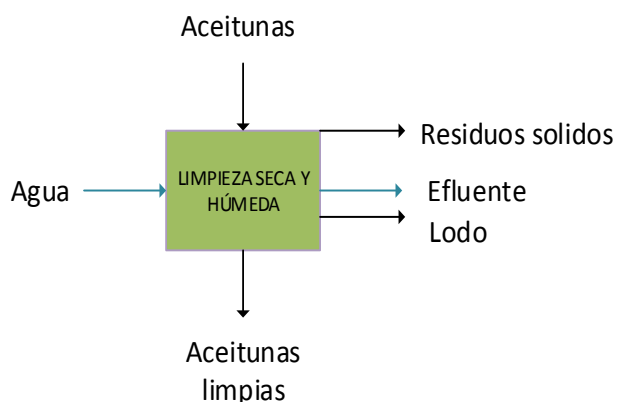 Aceitunas
Residuos solidos
LIMPIEZA SECA Y
HÚMEDA
Agua
Efluente
Lodo
Aceitunas
limpias